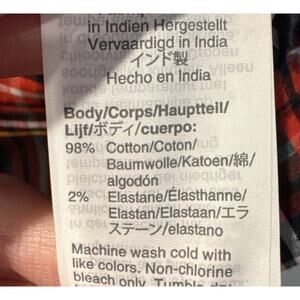 in Indien Hergestellt
Vervaardigd in India
インド製
Hecho en India
Body/Corps/Hauptteil/
Lijf/ボディ/cuerpo:
98% Cotton/Coton/
Baumwolle/Katoen/綿/
algodón
2% Elastane/Élasthanne/
Elastan/Elastaan/エラ
ステーン/elastano
Machine wash cold with
like colors. Non-chlorine
bleach only. Tumble dry